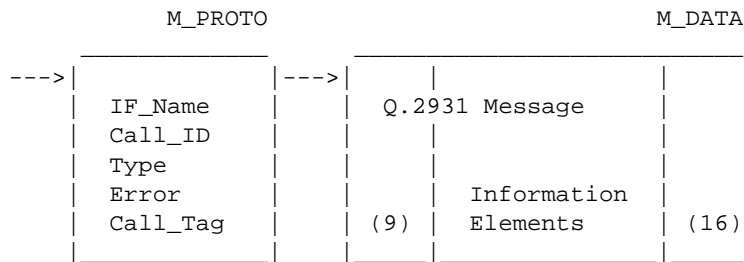 M_PROTO M_DATA
--->| |--->| | |
IF_Name Q.2931 Message
Call_ID
Type
Error Information
Call_Tag (9) Elements (16)